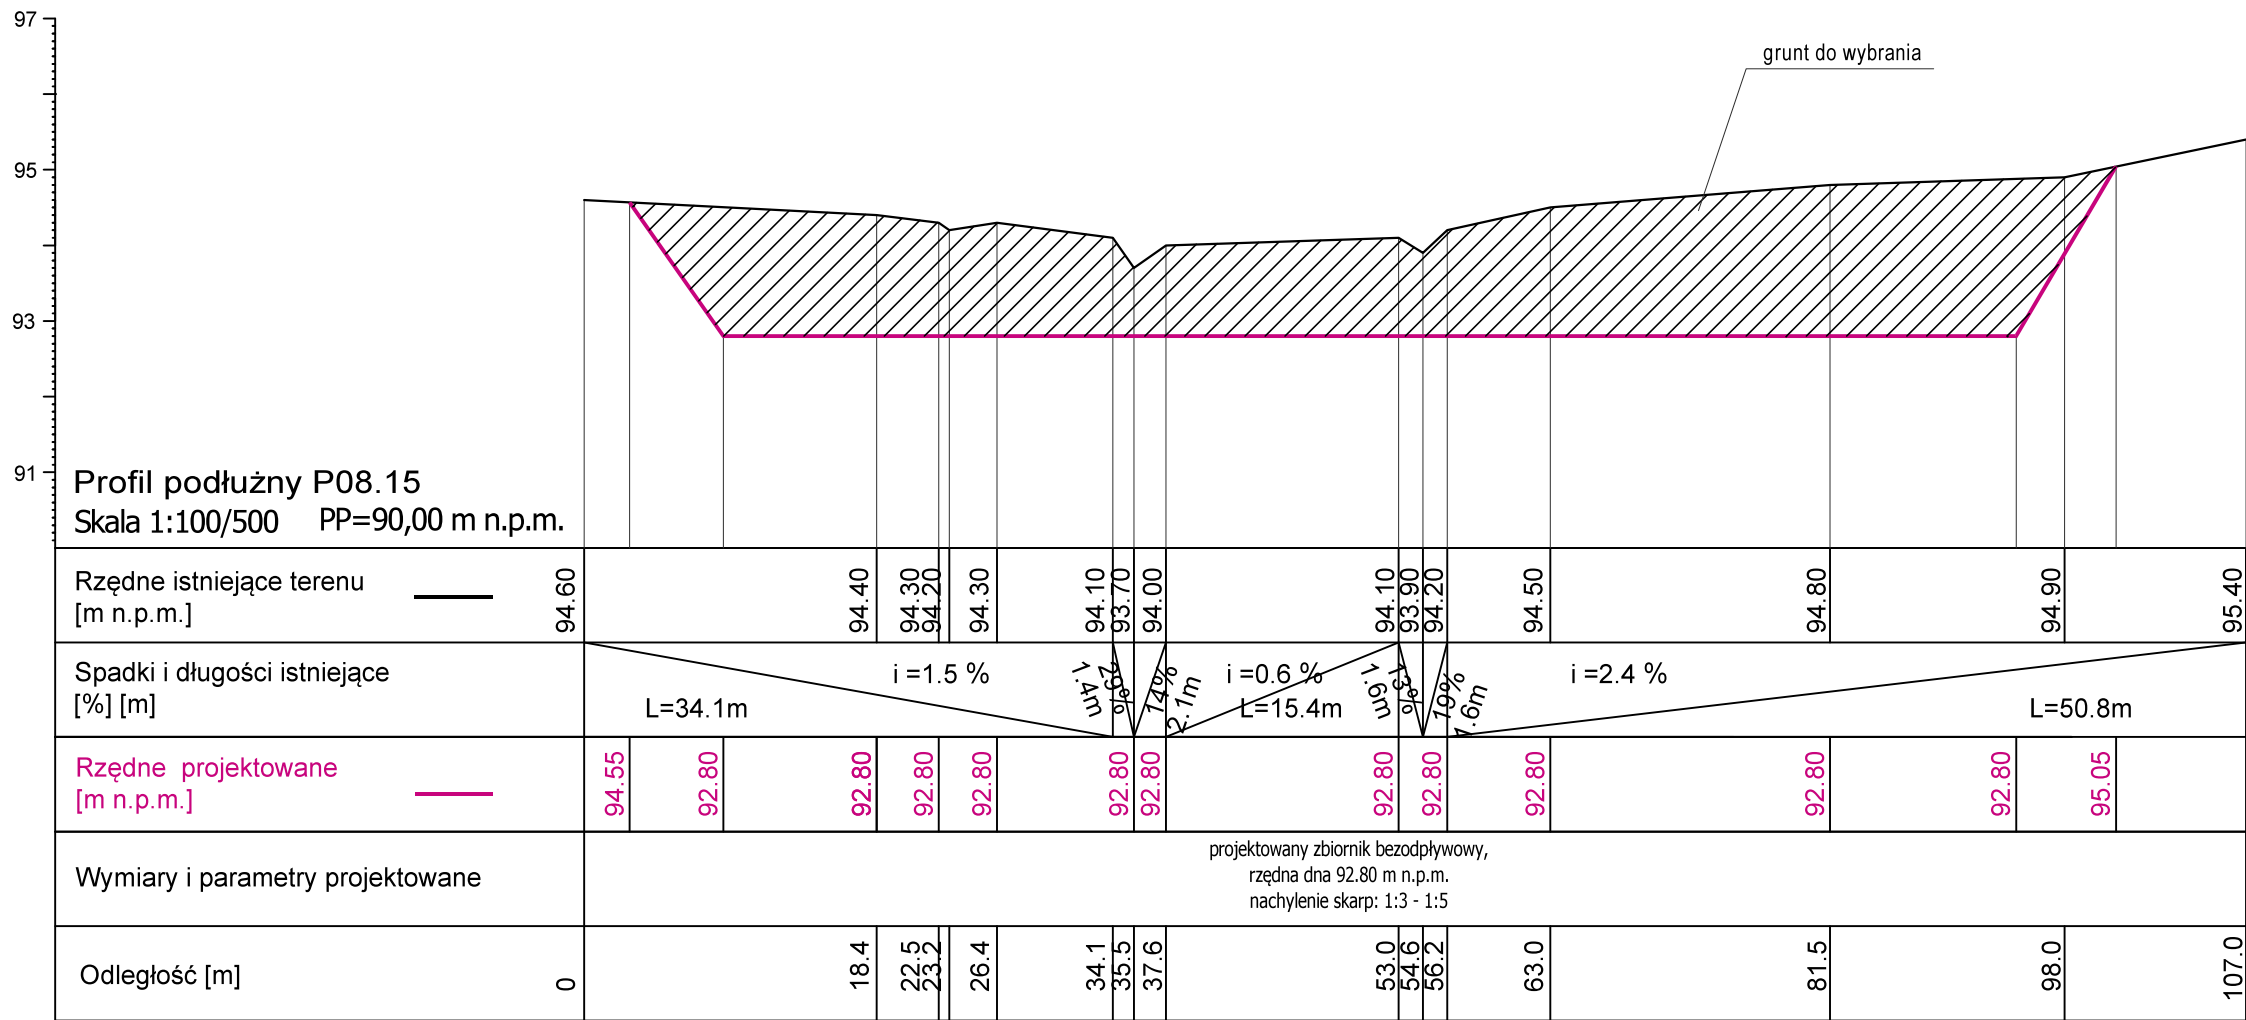 97
95
93
91
grunt do wybrania
Profil podłużny P08.15
Skala 1:100/500 PP=90,00 m n.p.m.
Rzędne istniejące terenu
[m n.p.m.]
94.60 94.40 94.30 94.20 94.30 94.10 93.70 94.00 94.10 93.90 94.20 94.50 94.80 94.90 95.40
Spadki i długości istniejące
[%] [m]
i =1.5 %
L=34.1m
29%
1.4m
14%
2.1m
i =0.6 %
L=15.4m
13%
1.6m
19%
1.6m
i =2.4 %
L=50.8m
Rzędne projektowane
[m n.p.m.]
94.55 92.80 92.80 92.80 92.80 92.80 92.80 92.80 92.80 92.80 92.80 92.80 95.05
Wymiary i parametry projektowane
projektowany zbiornik bezodpływowy,
rzędna dna 92.80 m n.p.m.
nachylenie skarp: 1:3 - 1:5
Odległość [m]
0 18.4 22.5 23.2 26.4 34.1 35.5 37.6 53.0 54.6 56.2 63.0 81.5 98.0 107.0